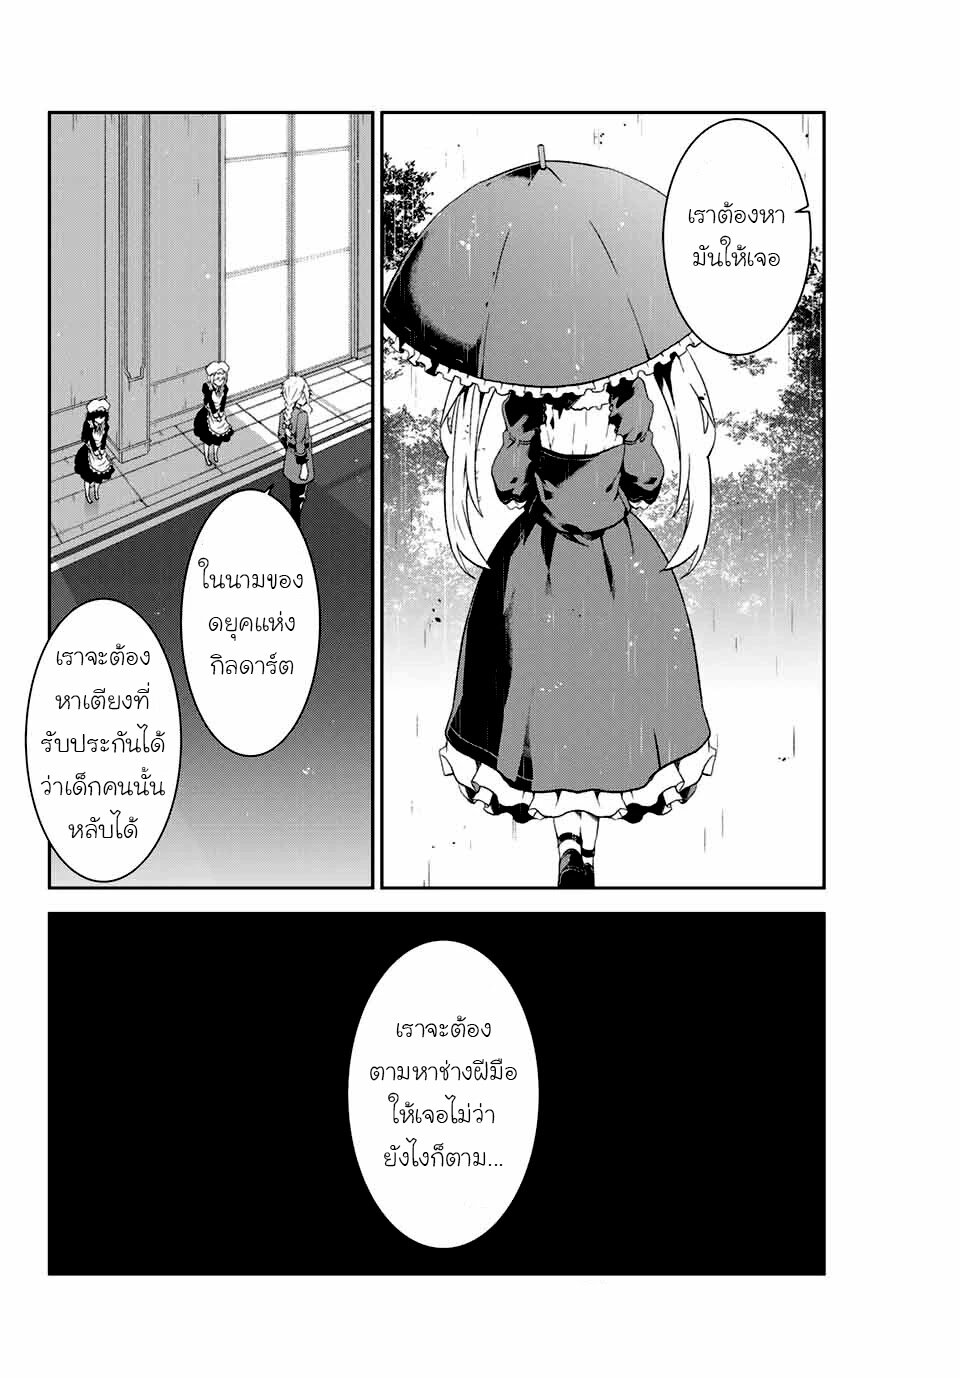 เราต้องหา
มันให้เจอ
ในนามของ
ดยุคแห่ง
กิลดาร์ต
เราจะต้อง
หาเตียงที่
รับประกันได้
ว่าเด็กคนนั้น
หลับได้
เราจะต้อง
ตามหาช่างฝีมือ
ให้เจอไม่ว่า
ยังไงก็ตาม...